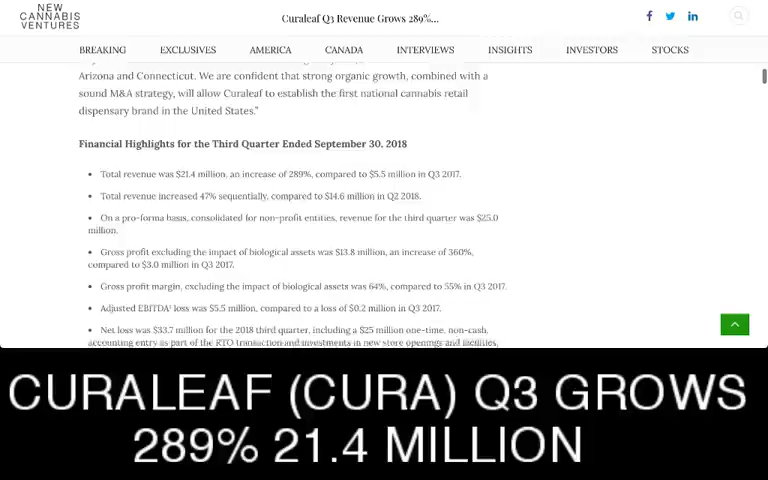 NEW
CANNABIS
VENTURES
Curaleaf Q3 Revenue Grows 289%...
BREAKING EXCLUSIVES AMERICA CANADA INTERVIEWS INSIGHTS INVESTORS STOCKS
Arizona and Connecticut. We are confident that strong organic growth, combined with a
sound M&A strategy, will allow Curaleaf to establish the first national cannabis retail
dispensary brand in the United States.”
Financial Highlights for the Third Quarter Ended September 30, 2018
• Total revenue was $21.4 million, an increase of 289%, compared to $5.5 million in Q3 2017.
• Total revenue increased 47% sequentially, compared to $14.6 million in Q2 2018.
• On a pro-forma basis, consolidated for non-profit entities, revenue for the third quarter was $25.0
million.
• Gross profit excluding the impact of biological assets was $13.8 million, an increase of 360%,
compared to $3.0 million in Q3 2017.
• Gross profit margin, excluding the impact of biological assets was 64%, compared to 55% in Q3 2017.
• Adjusted EBITDA¹ loss was $5.5 million, compared to a loss of $0.2 million in Q3 2017.
• Net loss was $33.7 million for the 2018 third quarter, including a $25 million one-time, non-cash,
accounting entry as part of the RTO transaction and investments in new store openings and facilities,
CURALEAF (CURA) Q3 GROWS
289% 21.4 MILLION